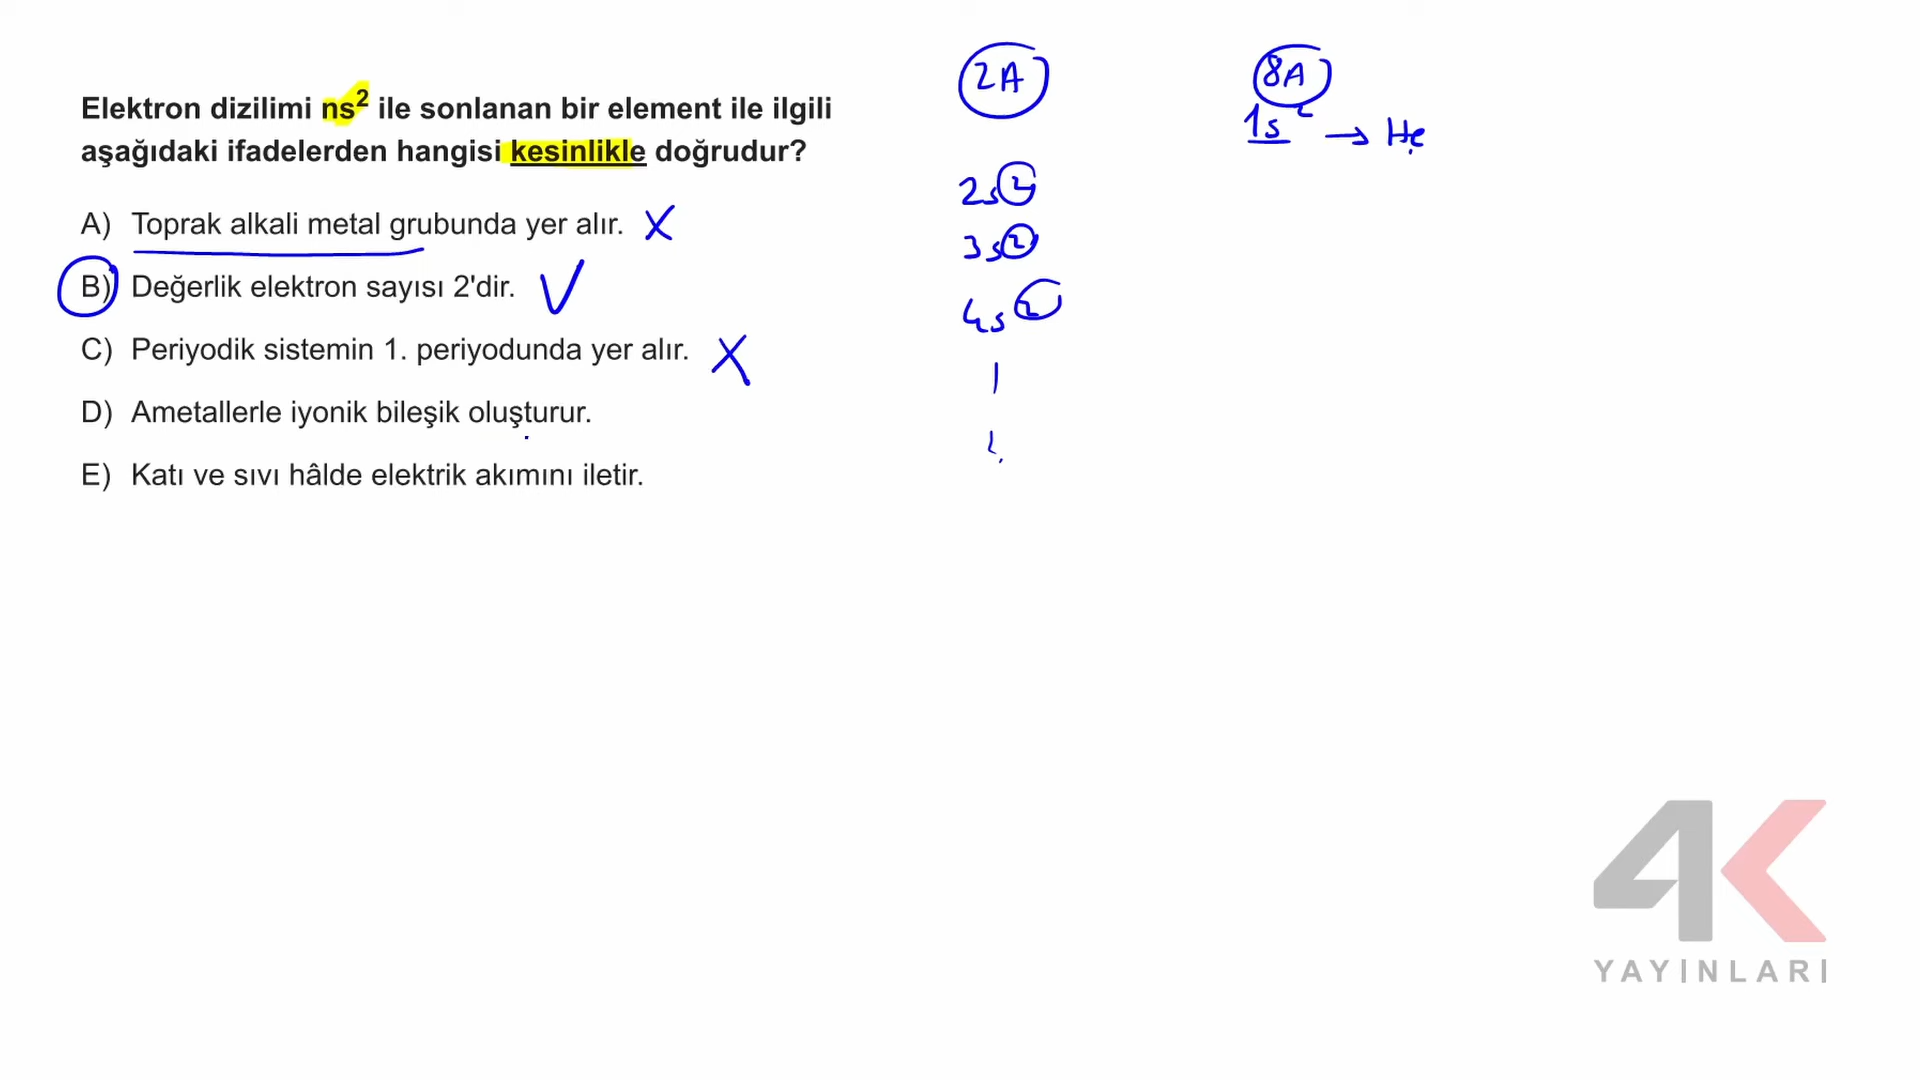 Elektron dizilimi ns² ile sonlanan bir element ile ilgili
aşağıdaki ifadelerden hangisi kesinlikle doğrudur?
A) Toprak alkali metal grubunda yer alır. X
B) Değerlik elektron sayısı 2'dir. ✓
C) Periyodik sistemin 1. periyodunda yer alır. X
D) Ametallerle iyonik bileşik oluşturur.
E) Katı ve sıvı hâlde elektrik akımını iletir.
2A
2s²
3s²
4s²
8A
1s² → He
4K
YAYINLARI